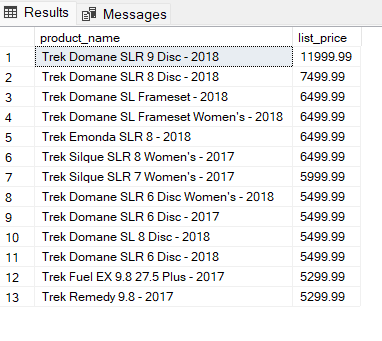 Results Messages
product_name list_price
1 Trek Domane SLR 9 Disc - 2018 11999.99
2 Trek Domane SLR 8 Disc - 2018 7499.99
3 Trek Domane SL Frameset - 2018 6499.99
4 Trek Domane SL Frameset Women's - 2018 6499.99
5 Trek Emonda SLR 8 - 2018 6499.99
6 Trek Silque SLR 8 Women's - 2017 6499.99
7 Trek Silque SLR 7 Women's - 2017 5999.99
8 Trek Domane SLR 6 Disc Women's - 2018 5499.99
9 Trek Domane SLR 6 Disc - 2017 5499.99
10 Trek Domane SL 8 Disc - 2018 5499.99
11 Trek Domane SLR 6 Disc - 2018 5499.99
12 Trek Fuel EX 9.8 27.5 Plus - 2017 5299.99
13 Trek Remedy 9.8 - 2017 5299.99